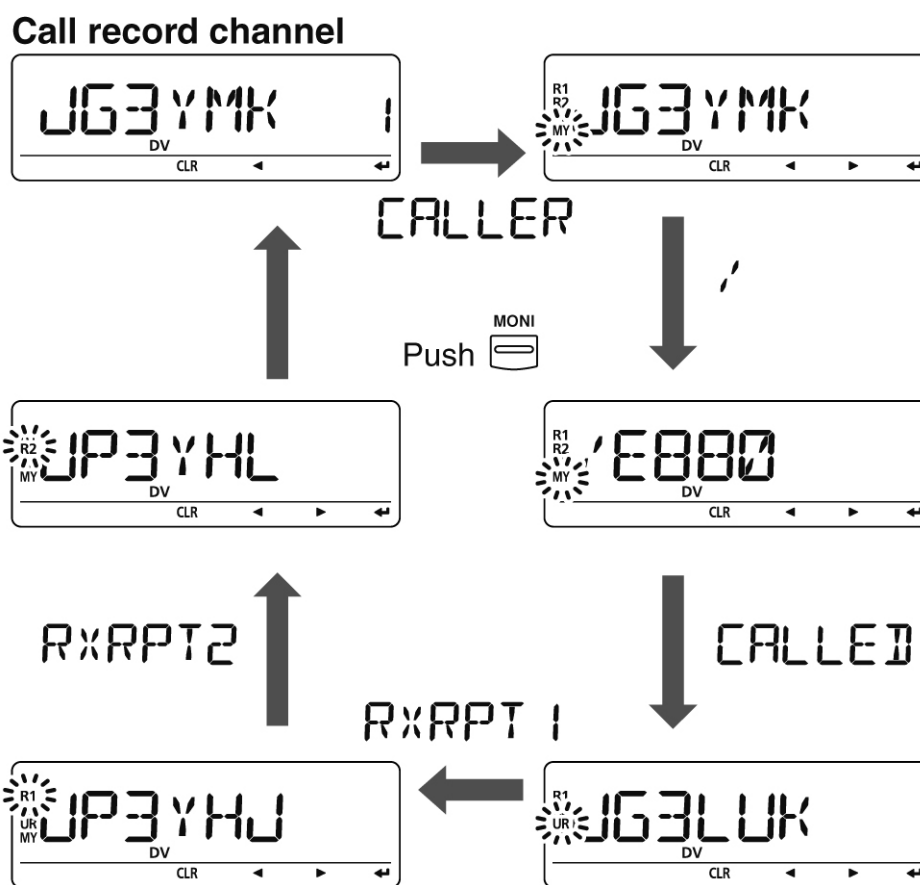 Call record channel
JG3YMK 1
DV
CLR ◄ ↵
R1
R2
MY JG3YMK
DV
CLR ◄ ► ↵
CALLER
/
Push
MONI
R2 JP3YHL
MY
DV
CLR ◄ ► ↵
R1
R2
MY /E880
DV
CLR ◄ ► ↵
RXRPT2
CALLED
RXRPT 1
R1 JP3YHJ
UR
MY
DV
CLR ◄ ► ↵
R1
UR JG3LUK
DV
CLR ◄ ► ↵